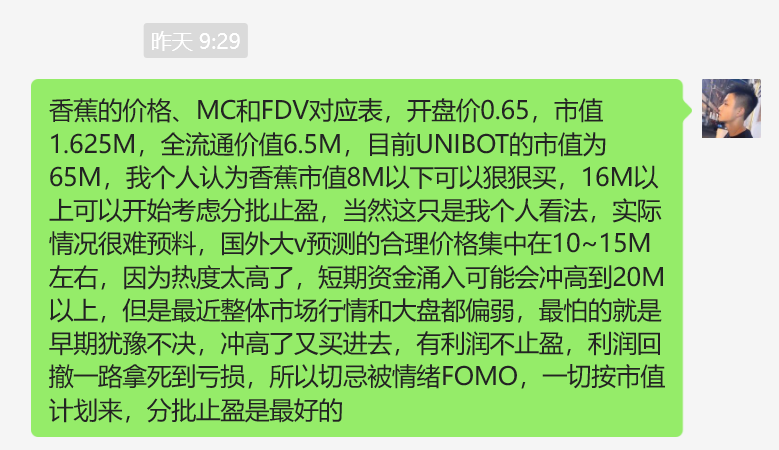 昨天 9:29
香蕉的价格、MC和FDV对应表，开盘价0.65，市值
1.625M，全流通价值6.5M，目前UNIBOT的市值为
65M，我个人认为香蕉市值8M以下可以狠狠买，16M以
上可以开始考虑分批止盈，当然这只是我个人看法，实际
情况很难预料，国外大v预测的合理价格集中在10~15M
左右，因为热度太高了，短期资金涌入可能会冲高到20M
以上，但是最近整体市场行情和大盘都偏弱，最怕的就是
早期犹豫不决，冲高了又买进去，有利润不止盈，利润回
撤一路拿死到亏损，所以切忌被情绪FOMO，一切按市值
计划来，分批止盈是最好的